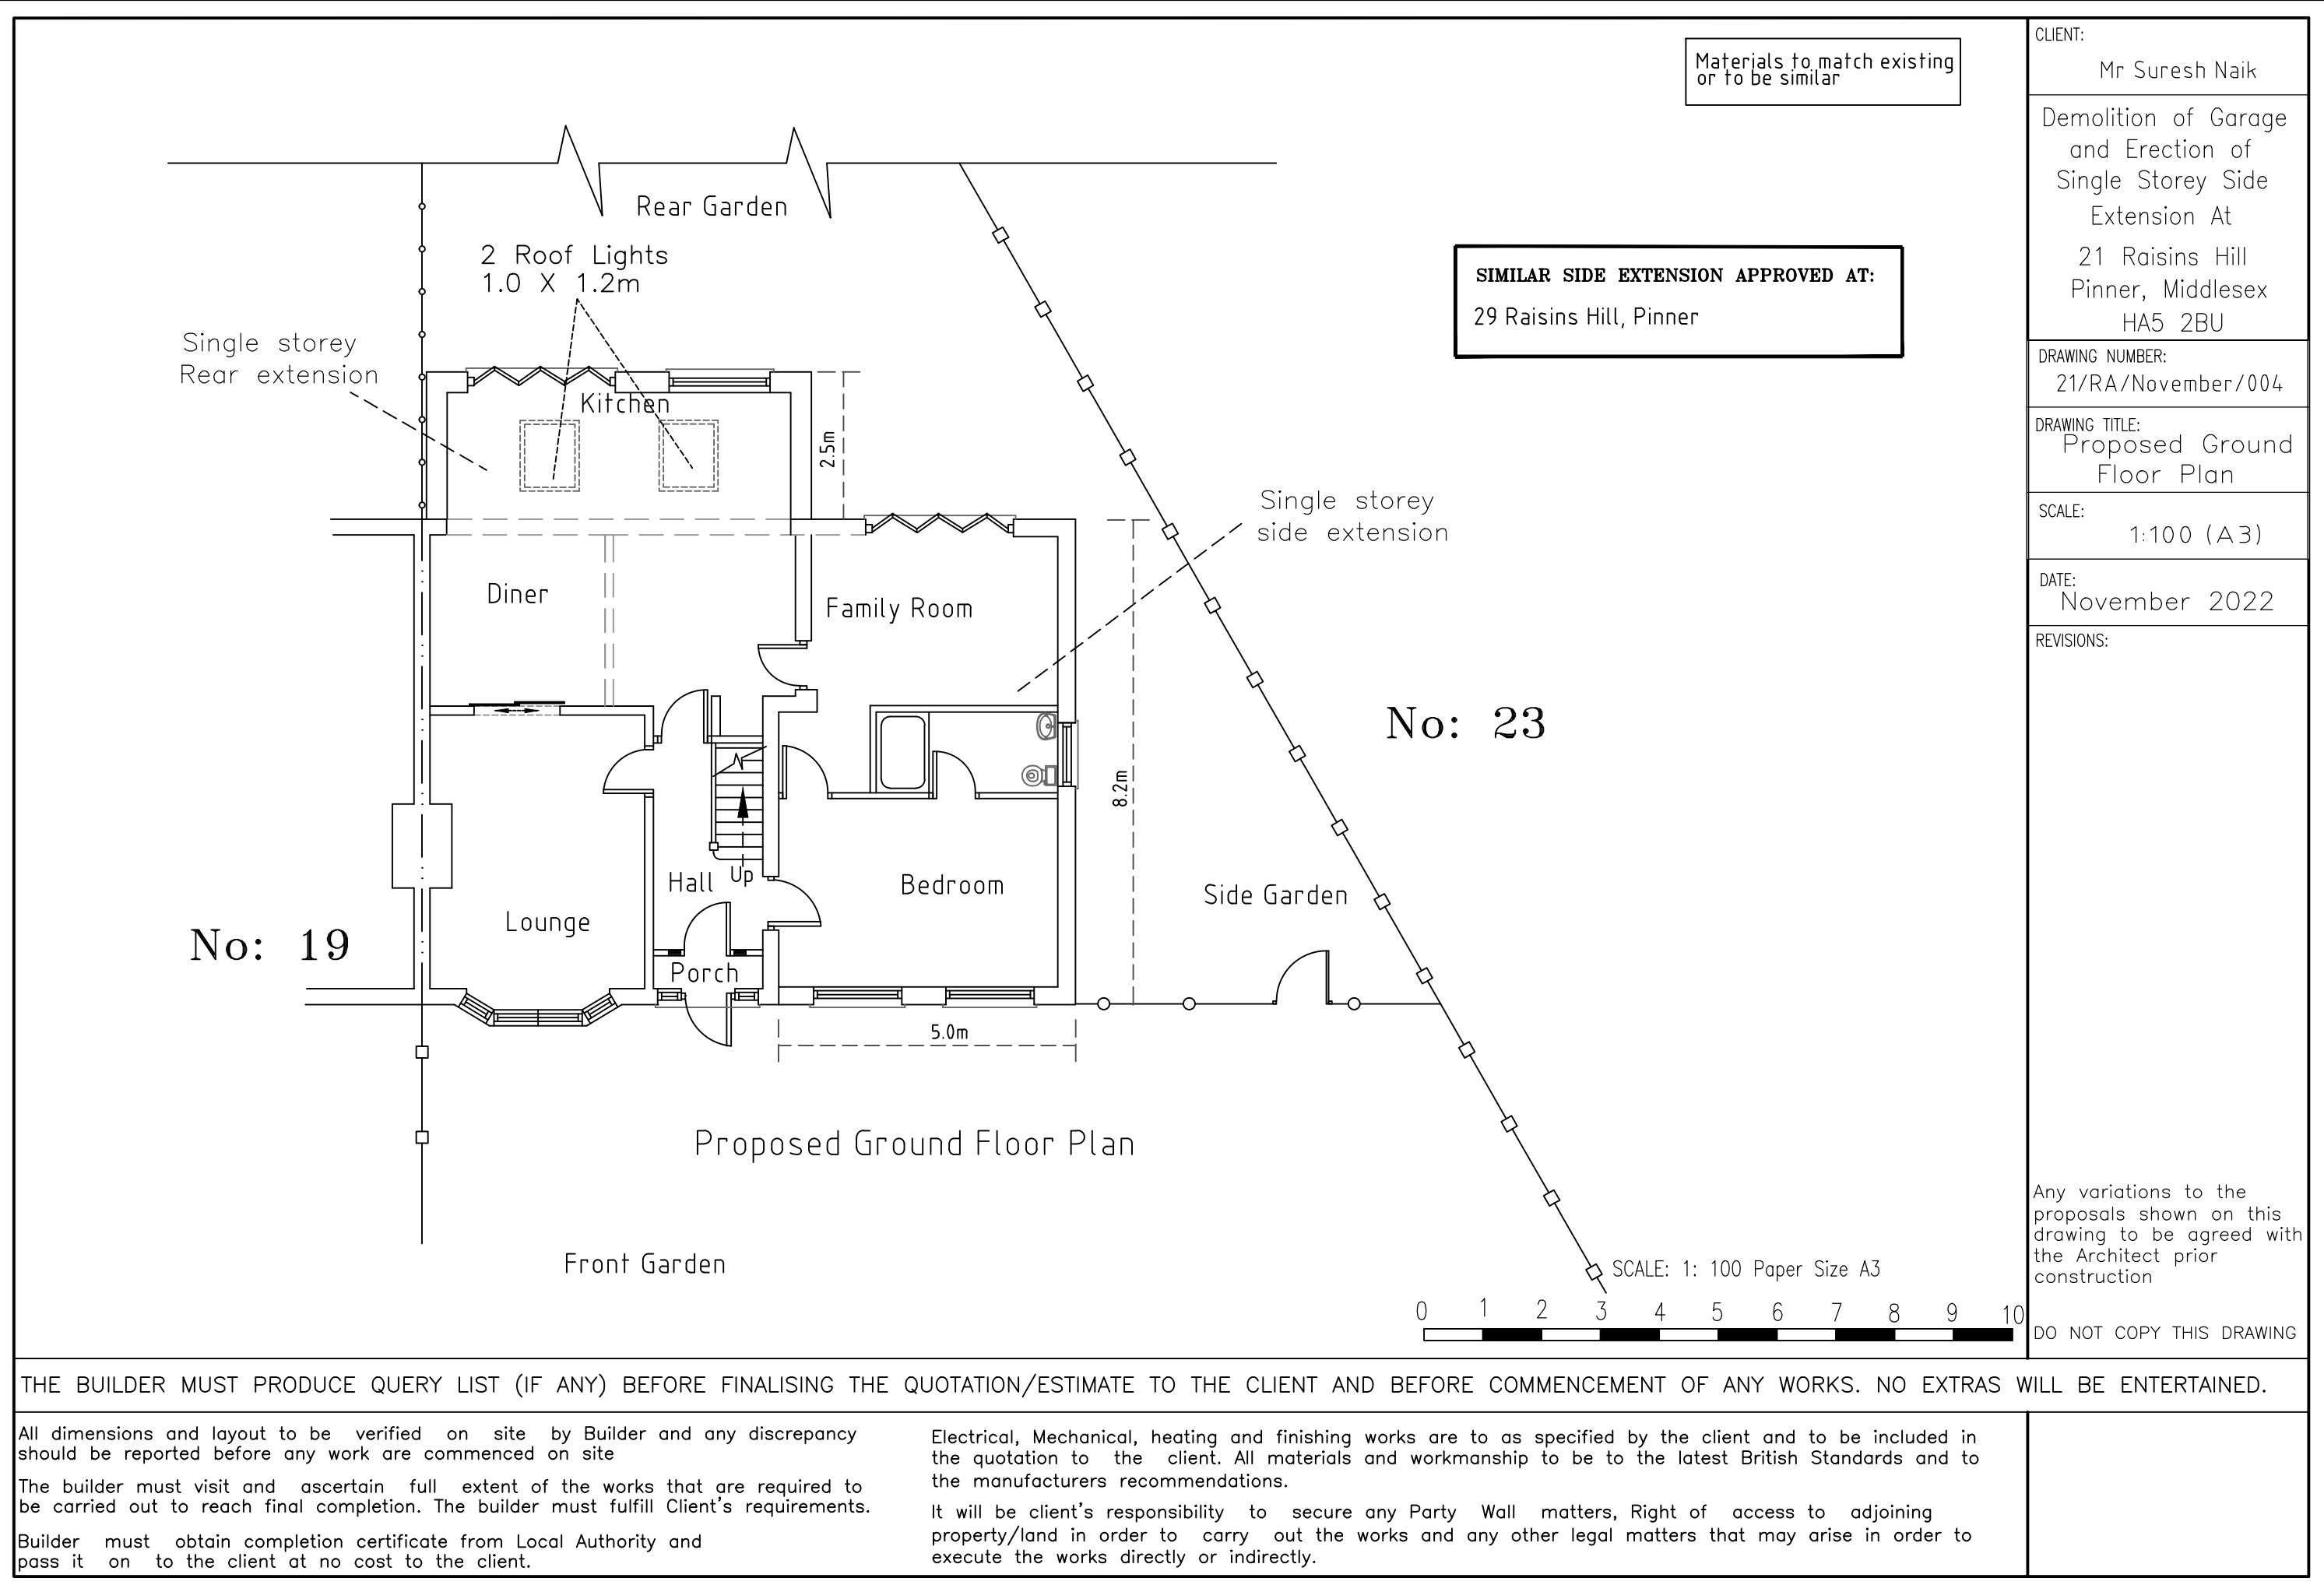 Materials to match existing
or to be similar
Rear Garden
2 Roof Lights
1.0 X 1.2m
SIMILAR SIDE EXTENSION APPROVED AT:
29 Raisins Hill, Pinner
Single storey
Rear extension
Kitchen
2.5m
Single storey
side extension
Diner
Family Room
No: 23
8.2m
Up
Hall
Bedroom
Side Garden
Lounge
No: 19
Porch
5.0m
Proposed Ground Floor Plan
Front Garden
SCALE: 1: 100 Paper Size A3
0 1 2 3 4 5 6 7 8 9 10
CLIENT:
Mr Suresh Naik
Demolition of Garage
and Erection of
Single Storey Side
Extension At
21 Raisins Hill
Pinner, Middlesex
HA5 2BU
DRAWING NUMBER:
21/RA/November/004
DRAWING TITLE:
Proposed Ground
Floor Plan
SCALE:
1:100 (A3)
DATE:
November 2022
REVISIONS:
Any variations to the
proposals shown on this
drawing to be agreed with
the Architect prior
construction
DO NOT COPY THIS DRAWING
THE BUILDER MUST PRODUCE QUERY LIST (IF ANY) BEFORE FINALISING THE QUOTATION/ESTIMATE TO THE CLIENT AND BEFORE COMMENCEMENT OF ANY WORKS. NO EXTRAS WILL BE ENTERTAINED.
All dimensions and layout to be verified on site by Builder and any discrepancy
should be reported before any work are commenced on site
The builder must visit and ascertain full extent of the works that are required to
be carried out to reach final completion. The builder must fulfill Client's requirements.
Builder must obtain completion certificate from Local Authority and
pass it on to the client at no cost to the client.
Electrical, Mechanical, heating and finishing works are to as specified by the client and to be included in
the quotation to the client. All materials and workmanship to be to the latest British Standards and to
the manufacturers recommendations.
It will be client's responsibility to secure any Party Wall matters, Right of access to adjoining
property/land in order to carry out the works and any other legal matters that may arise in order to
execute the works directly or indirectly.